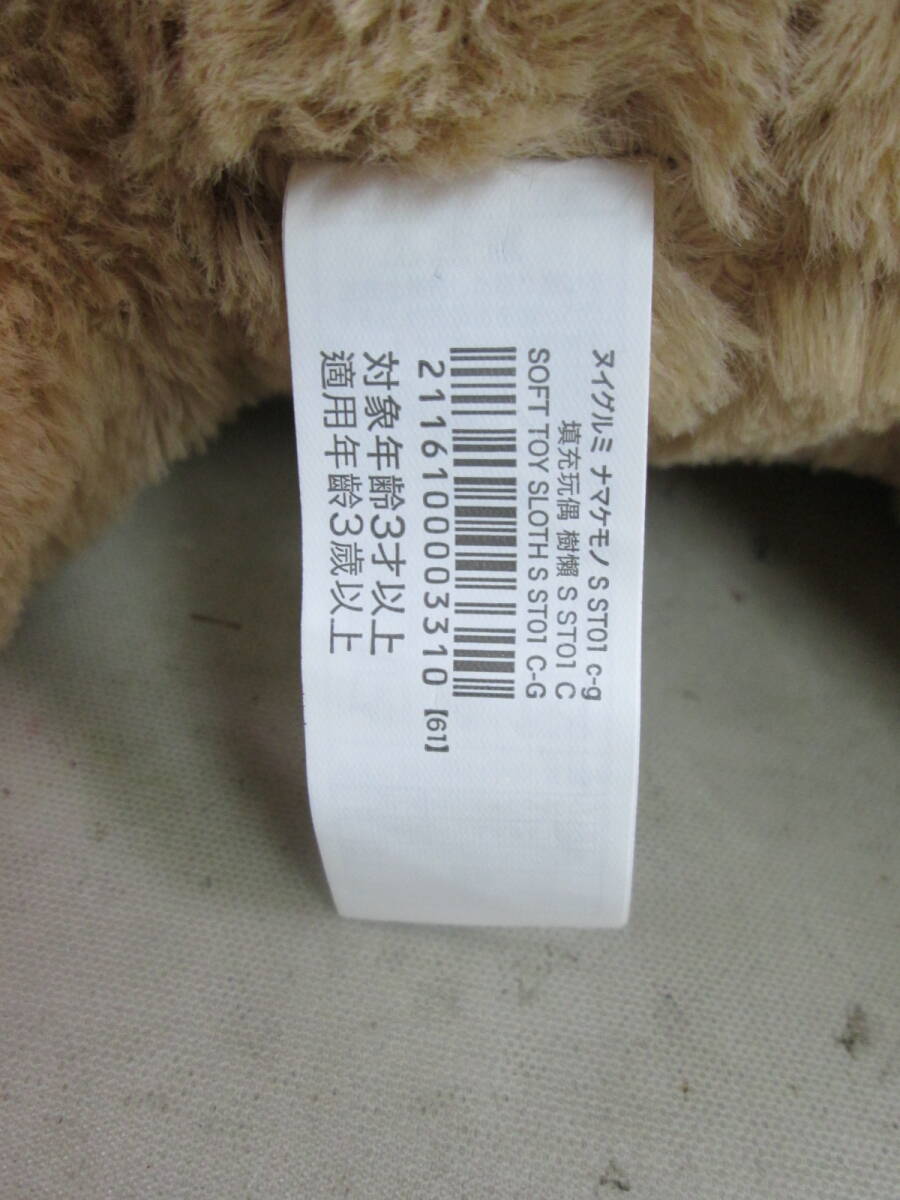 ヌイグルミ ナマケモノ S ST01 c-g
填充玩偶 樹懶 S ST01 C
SOFT TOY SLOTH S ST01 C-G
2116100003310 【61】
対象年齢3才以上
適用年齡3歲以上